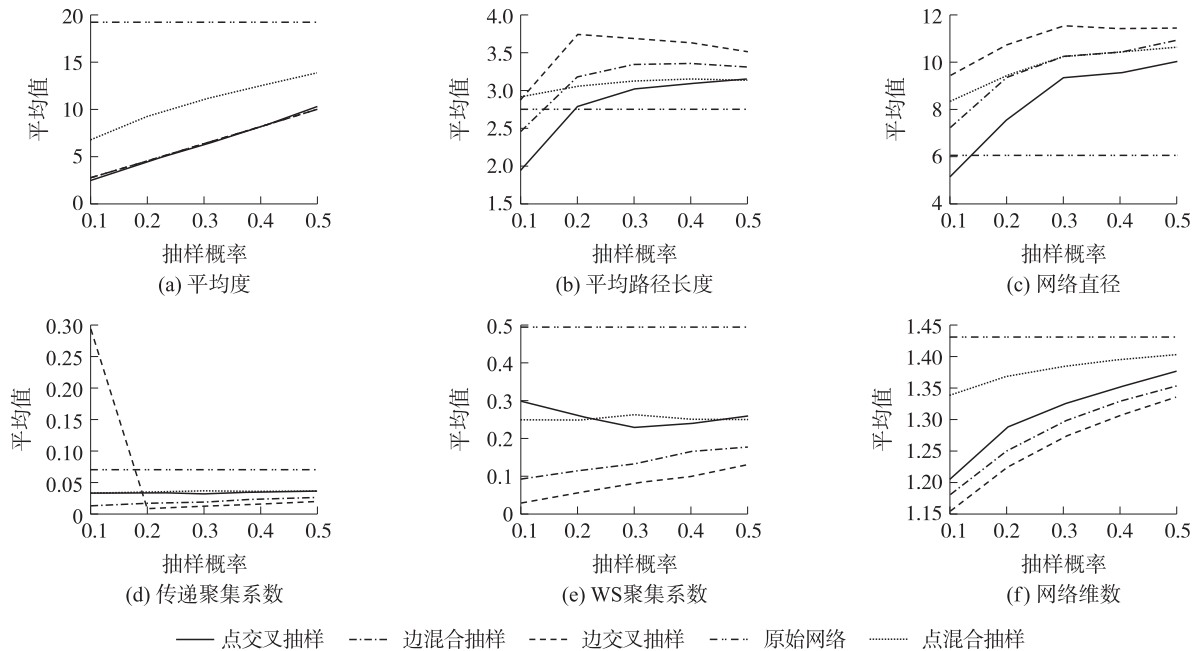 20
15
10
5
0
0.1 0.2 0.3 0.4 0.5
平均值
抽样概率
(a) 平均度
4.0
3.5
3.0
2.5
2.0
1.5
0.1 0.2 0.3 0.4 0.5
平均值
抽样概率
(b) 平均路径长度
12
10
8
6
4
0.1 0.2 0.3 0.4 0.5
平均值
抽样概率
(c) 网络直径
0.30
0.25
0.20
0.15
0.10
0.05
0
0.1 0.2 0.3 0.4 0.5
平均值
抽样概率
(d) 传递聚集系数
0.5
0.4
0.3
0.2
0.1
0
0.1 0.2 0.3 0.4 0.5
平均值
抽样概率
(e) WS聚集系数
1.45
1.40
1.35
1.30
1.25
1.20
1.15
0.1 0.2 0.3 0.4 0.5
平均值
抽样概率
(f) 网络维数
点交叉抽样 边混合抽样 边交叉抽样 原始网络 点混合抽样